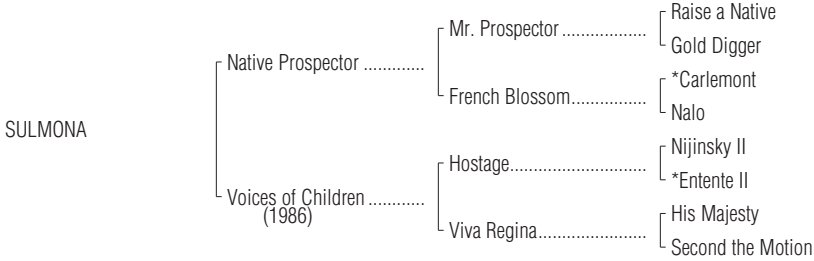 Raise a Native
Mr. Prospector ...................
Gold Digger
Native Prospector .............
*Carlemont
French Blossom.................
Nalo
SULMONA
Nijinsky II
Hostage..............................
*Entente II
Voices of Children ............
(1986)
His Majesty
Viva Regina........................
Second the Motion